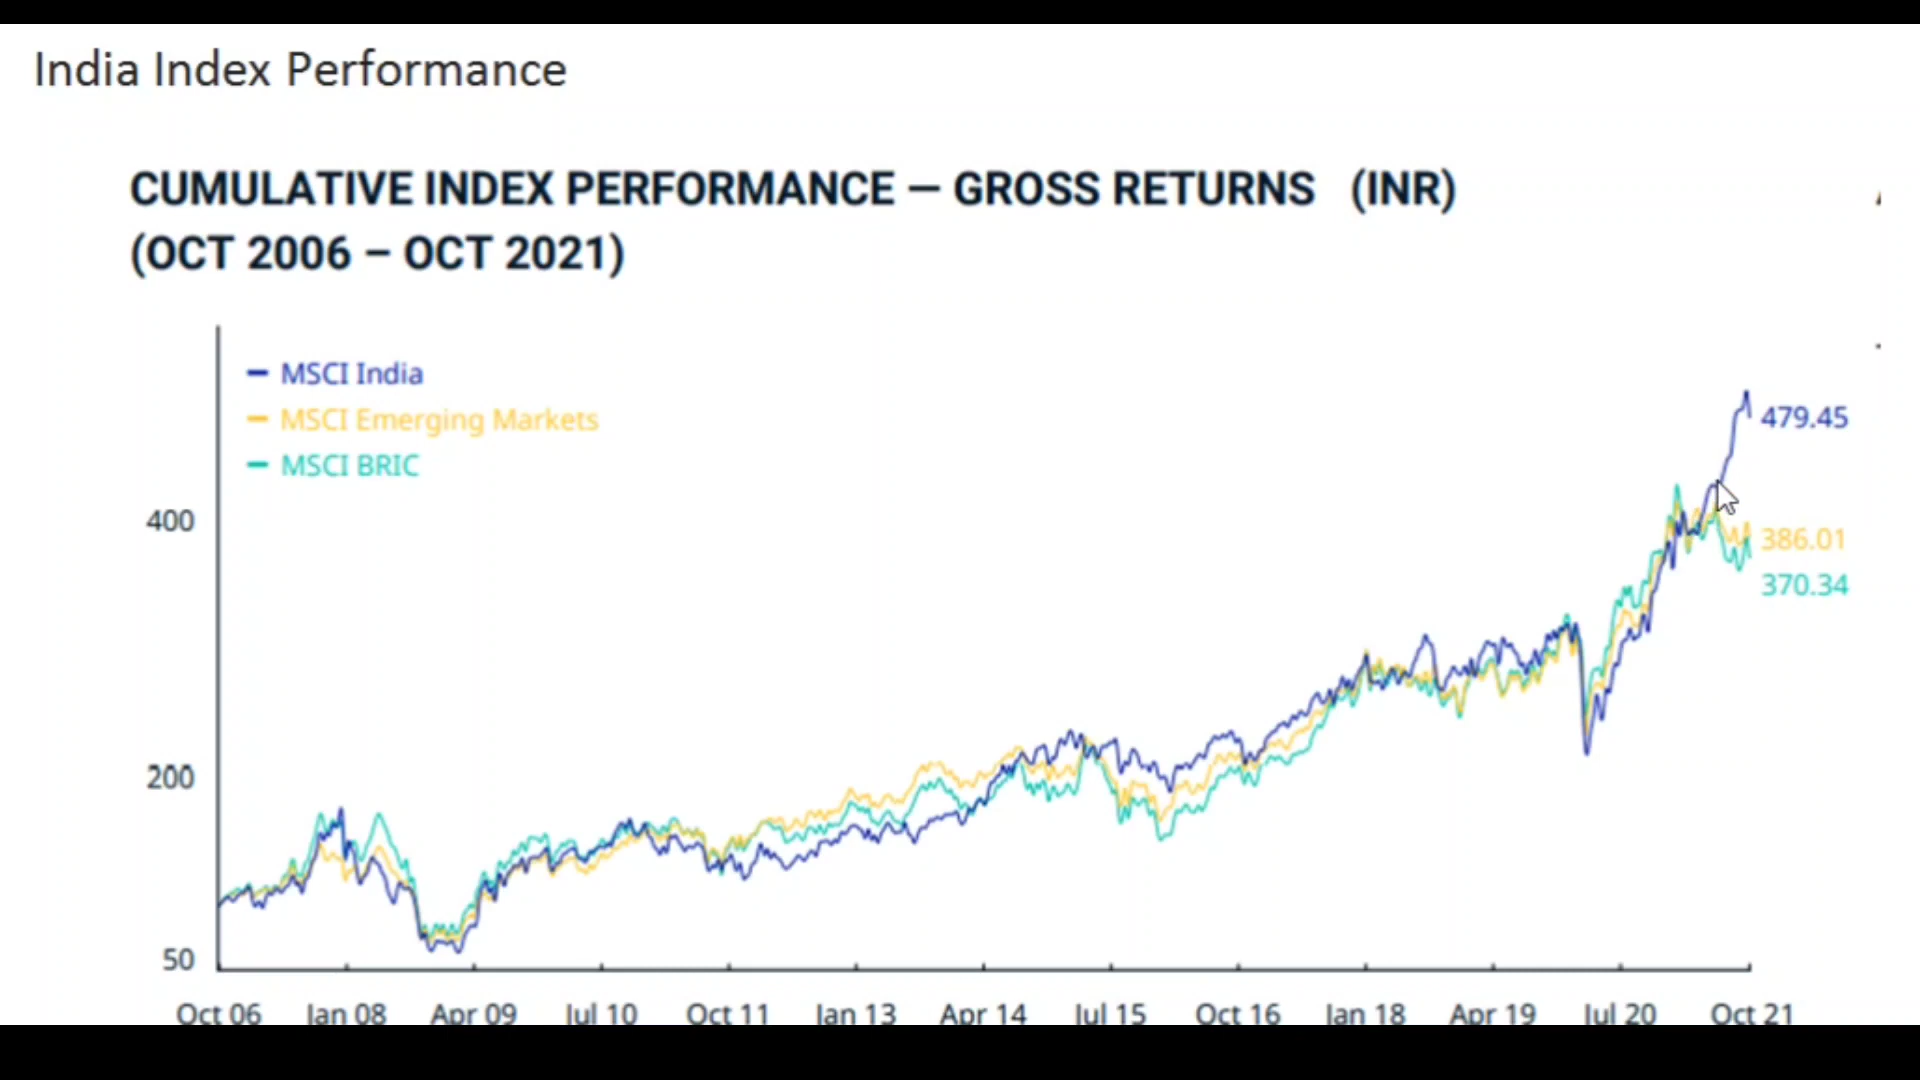 India Index Performance
CUMULATIVE INDEX PERFORMANCE — GROSS RETURNS (INR)
(OCT 2006 – OCT 2021)
MSCI India
MSCI Emerging Markets
MSCI BRIC
479.45
400
386.01
370.34
200
50
Oct 06 Jan 08 Apr 09 Jul 10 Oct 11 Jan 13 Apr 14 Jul 15 Oct 16 Jan 18 Apr 19 Jul 20 Oct 21